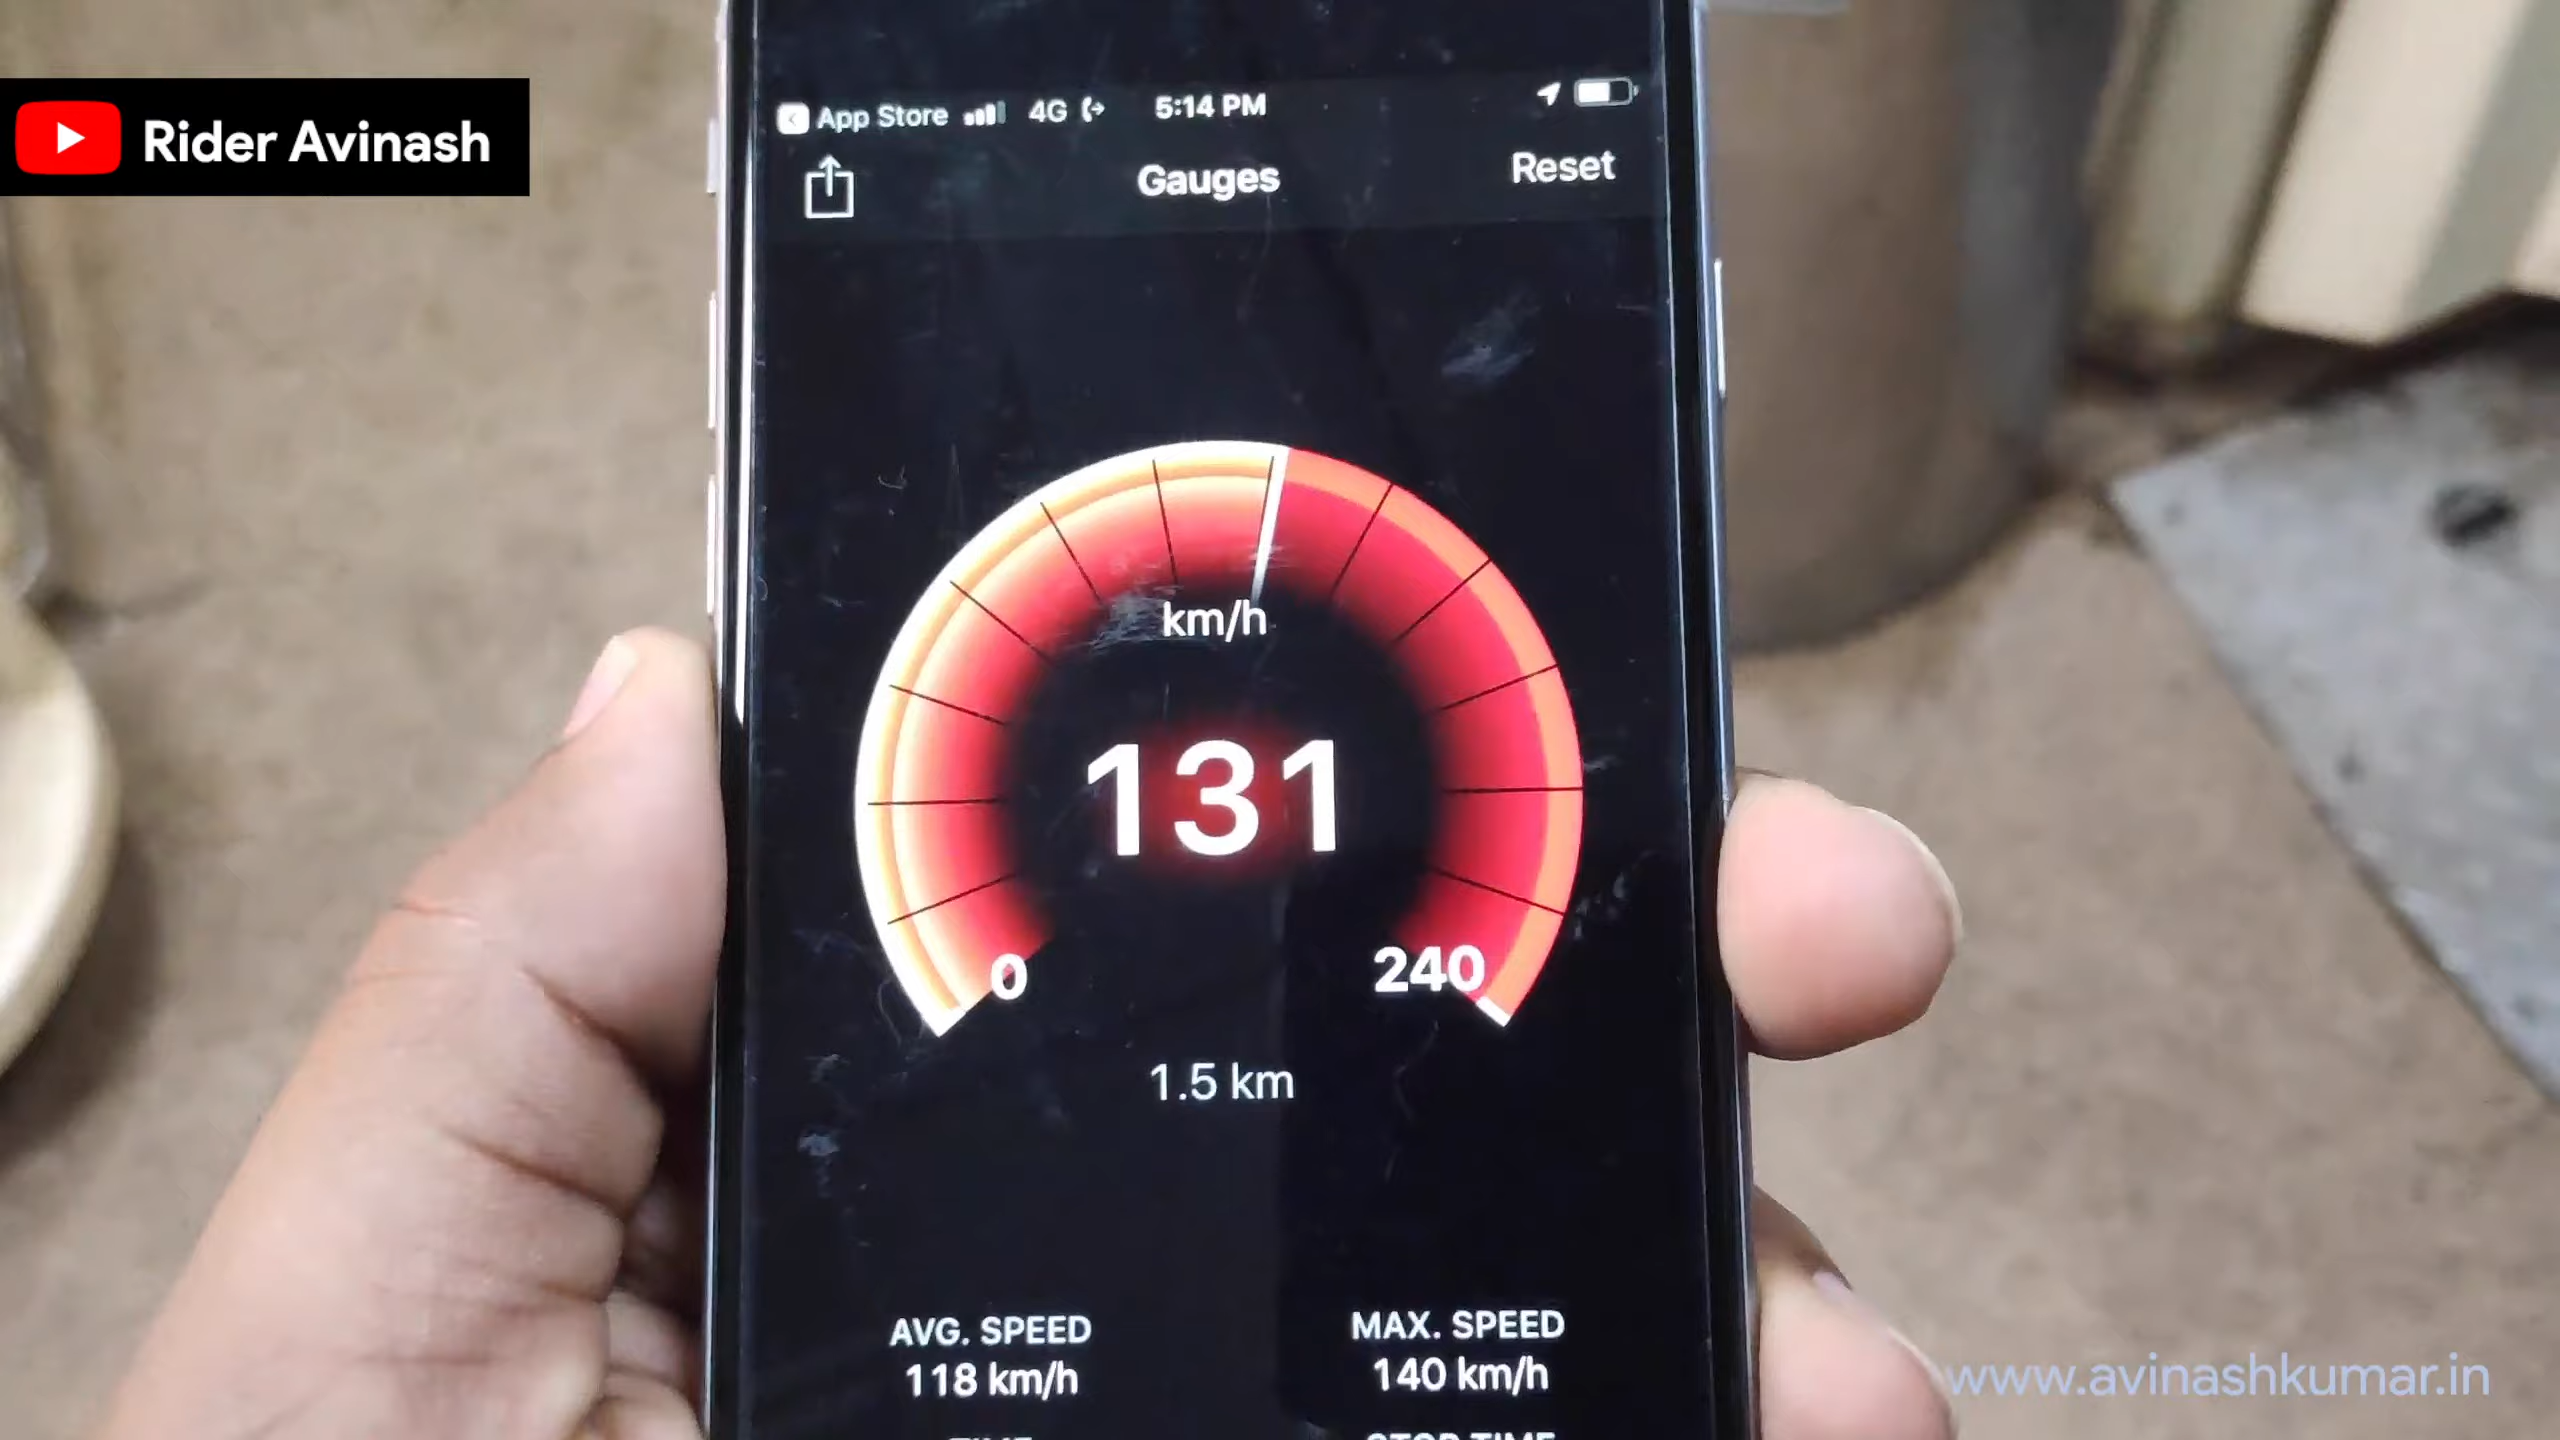 Rider Avinash
App Store 4G 5:14 PM
Gauges
Reset
km/h
131
0
240
1.5 km
AVG. SPEED
118 km/h
MAX. SPEED
140 km/h
www.avinashkumar.in